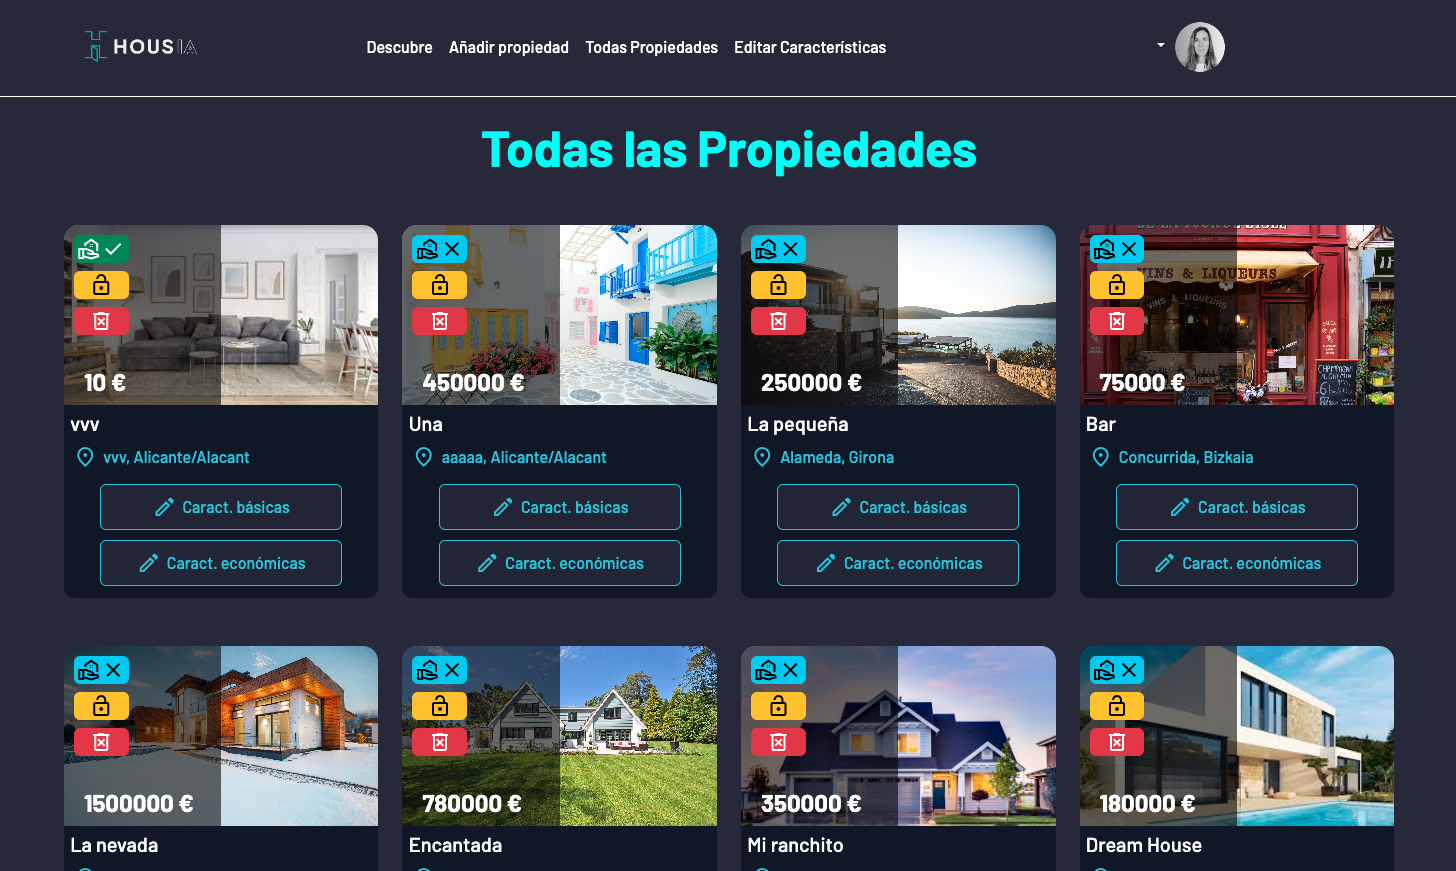 HOUSIA
Descubre Añadir propiedad Todas Propiedades Editar Características
Todas las Propiedades
10 €
vvv
vvv, Alicante/Alacant
Caract. básicas
Caract. económicas
450000 €
Una
aaaaa, Alicante/Alacant
Caract. básicas
Caract. económicas
250000 €
La pequeña
Alameda, Girona
Caract. básicas
Caract. económicas
VINS & LIQUEURS
VINS & LIQUEURS
75000 €
Bar
Concurrida, Bizkaia
Caract. básicas
Caract. económicas
1500000 €
La nevada
780000 €
Encantada
350000 €
Mi ranchito
180000 €
Dream House